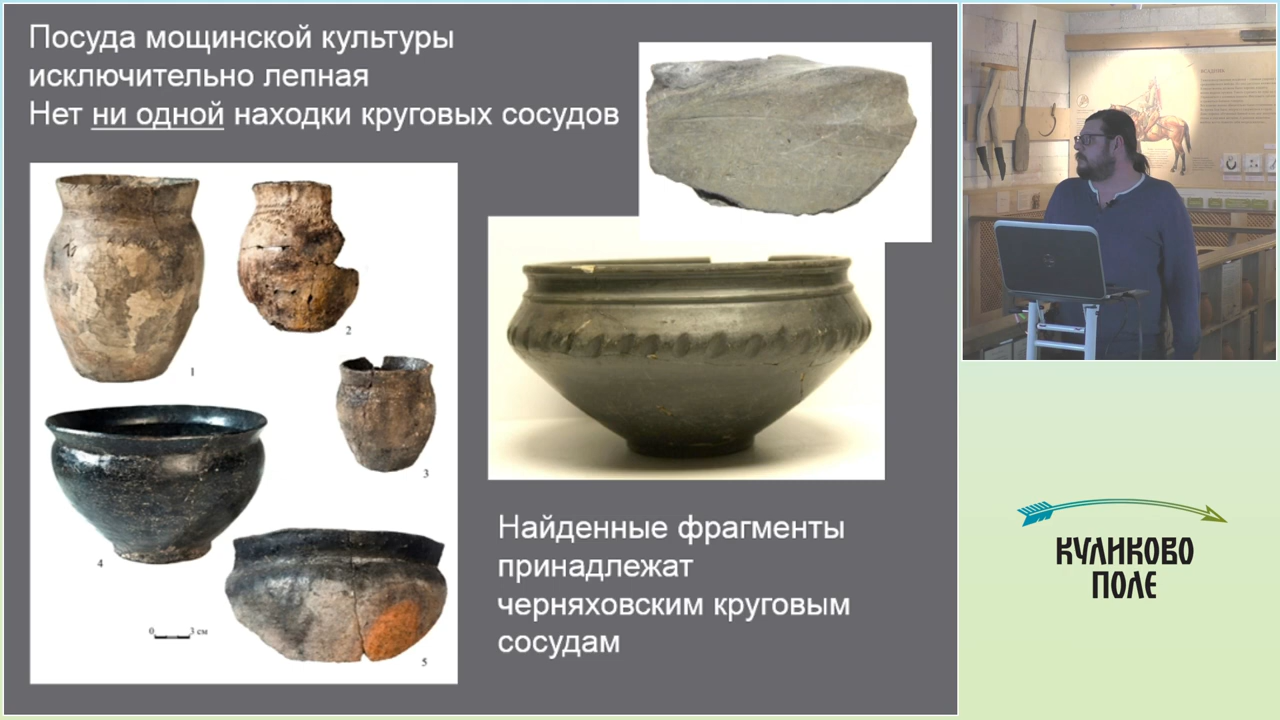 Посуда мощинской культуры
исключительно лепная
Нет ни одной находки круговых сосудов
1
2
3
4
0 3 см
5
Найденные фрагменты
принадлежат
черняховским круговым
сосудам
ВСАДНИК
КУЛИКОВО
ПОЛЕ